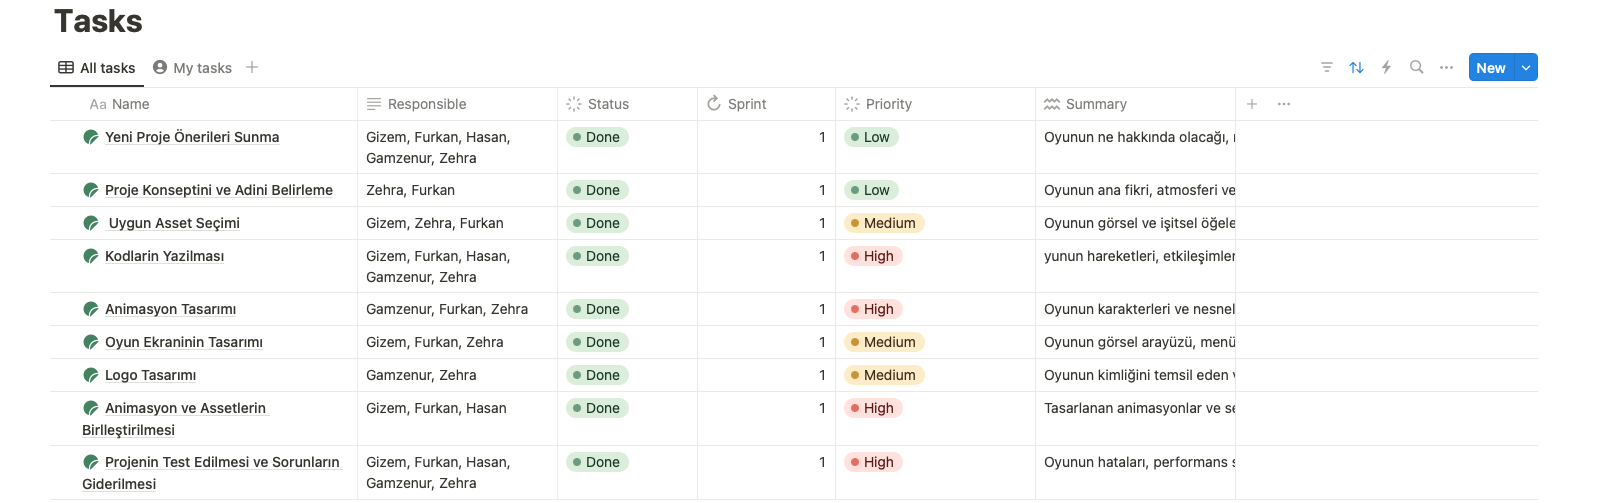 Tasks
All tasks My tasks
New
Aa Name Responsible Status Sprint Priority Summary
Yeni Proje Önerileri Sunma Gizem, Furkan, Hasan, Done 1 Low Oyunun ne hakkında olacağı,
Gamzenur, Zehra
Proje Konseptini ve Adini Belirleme Zehra, Furkan Done 1 Low Oyunun ana fikri, atmosferi ve
Uygun Asset Seçimi Gizem, Zehra, Furkan Done 1 Medium Oyunun görsel ve işitsel öğele
Kodlarin Yazilması Gizem, Furkan, Hasan, Done 1 High yunun hareketleri, etkileşimler
Gamzenur, Zehra
Animasyon Tasarımı Gamzenur, Furkan, Zehra Done 1 High Oyunun karakterleri ve nesnel
Oyun Ekraninin Tasarımı Gizem, Furkan, Zehra Done 1 Medium Oyunun görsel arayüzü, menü
Logo Tasarımı Gamzenur, Zehra Done 1 Medium Oyunun kimliğini temsil eden
Animasyon ve Assetlerin Gizem, Furkan, Hasan Done 1 High Tasarlanan animasyonlar ve se
Birlleştirilmesi
Projenin Test Edilmesi ve Sorunların Gizem, Furkan, Hasan, Done 1 High Oyunun hataları, performans s
Giderilmesi Gamzenur, Zehra